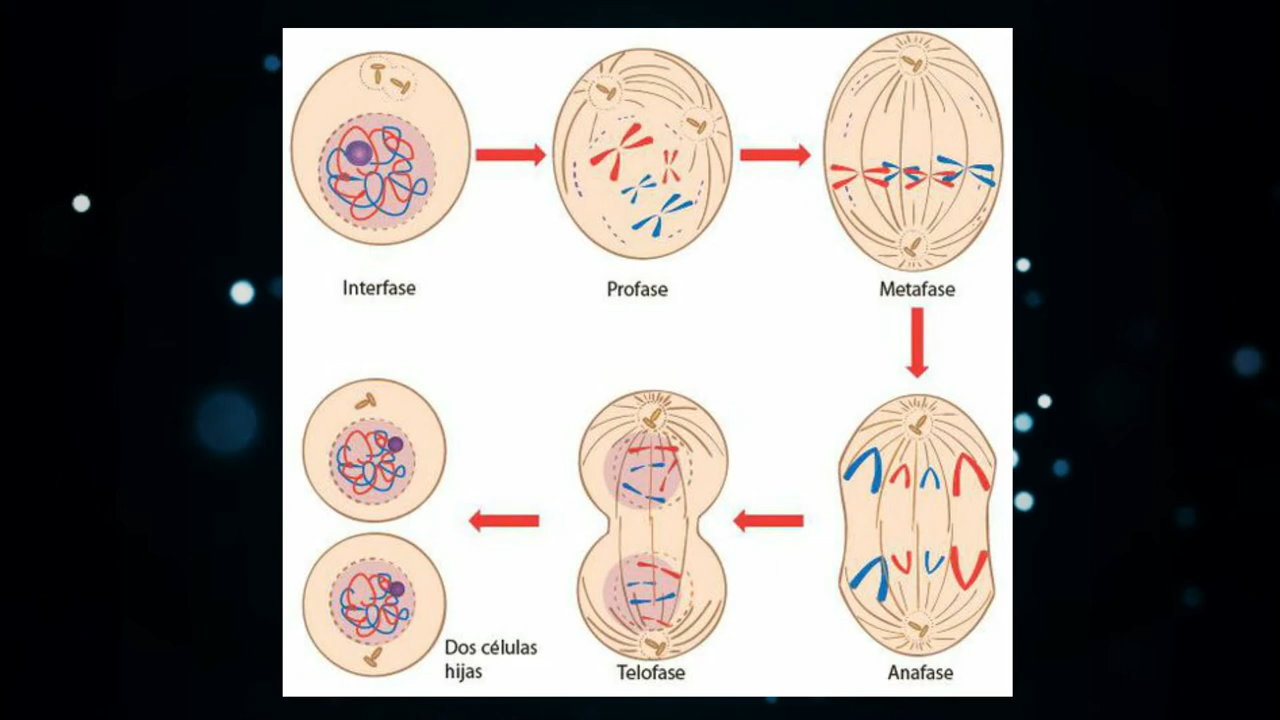 Interfase
Profase
Metafase
Dos células
hijas
Telofase
Anafase